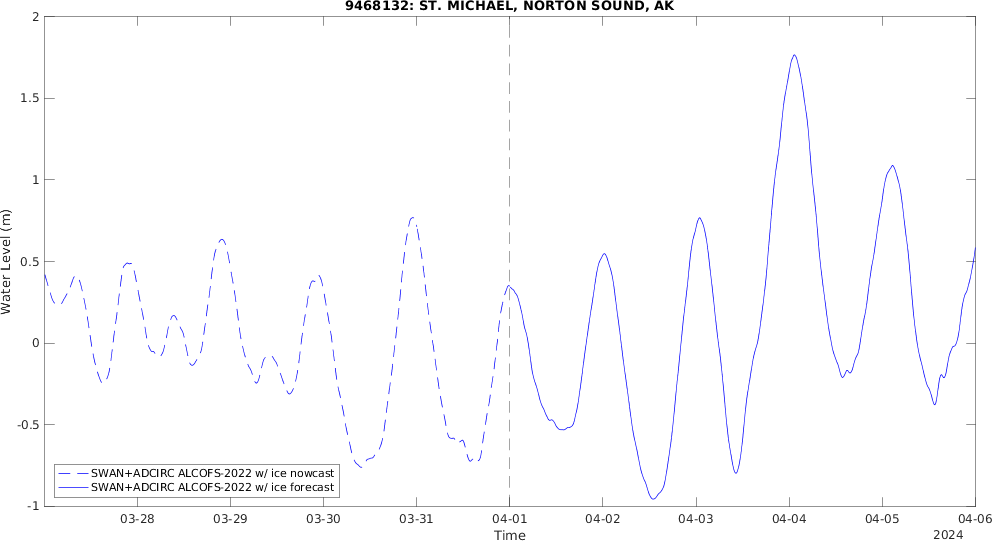 9468132: ST. MICHAEL, NORTON SOUND, AK
2
1.5
1
0.5
0
-0.5
-1
Water Level (m)
SWAN+ADCIRC ALCOFS-2022 w/ ice nowcast
SWAN+ADCIRC ALCOFS-2022 w/ ice forecast
03-28 03-29 03-30 03-31 04-01 04-02 04-03 04-04 04-05 04-06
Time
2024